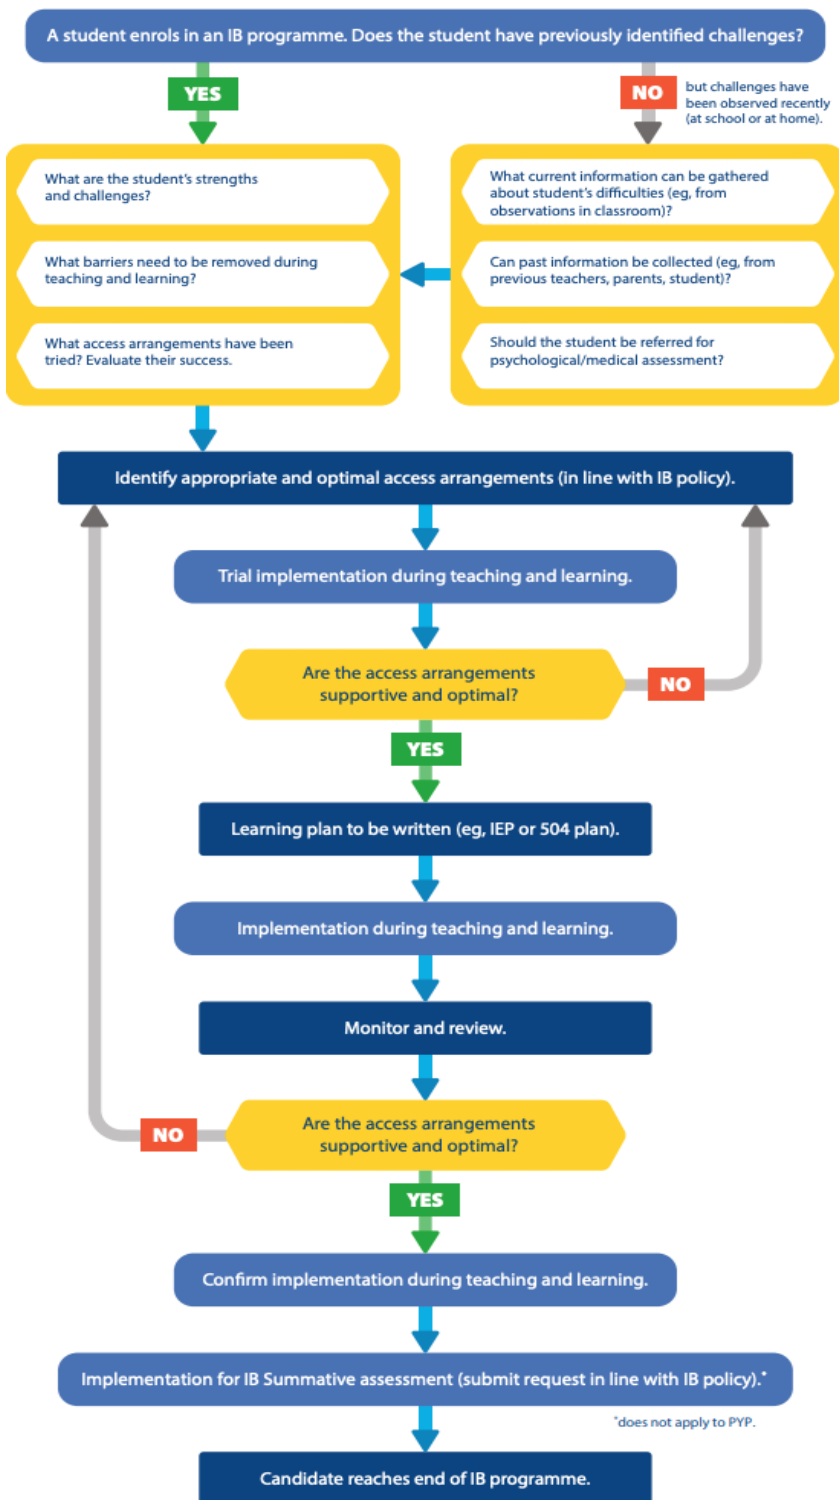 A student enrols in an IB programme. Does the student have previously identified challenges?
YES
NO
but challenges have
been observed recently
(at school or at home).
What are the student's strengths
and challenges?
What barriers need to be removed during
teaching and learning?
What access arrangements have been
tried? Evaluate their success.
What current information can be gathered
about student's difficulties (eg, from
observations in classroom)?
Can past information be collected (eg, from
previous teachers, parents, student)?
Should the student be referred for
psychological/medical assessment?
Identify appropriate and optimal access arrangements (in line with IB policy).
Trial implementation during teaching and learning.
Are the access arrangements
supportive and optimal?
NO
YES
Learning plan to be written (eg, IEP or 504 plan).
Implementation during teaching and learning.
Monitor and review.
Are the access arrangements
supportive and optimal?
NO
YES
Confirm implementation during teaching and learning.
Implementation for IB Summative assessment (submit request in line with IB policy).*
*does not apply to PYP.
Candidate reaches end of IB programme.